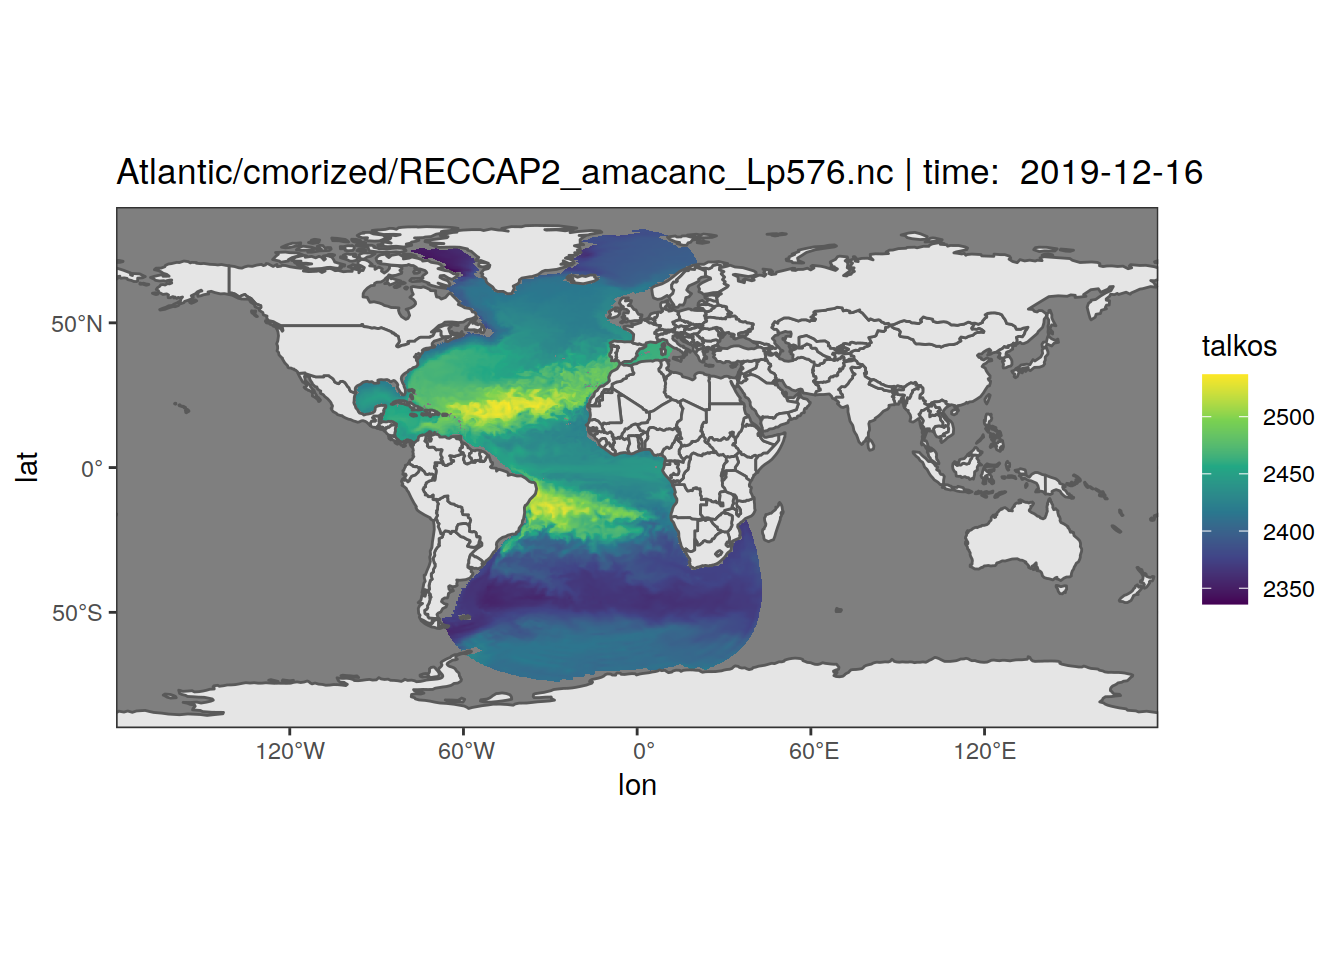 Atlantic/cmorized/RECCAP2_amacanc_Lp576.nc | time:  2019-12-16
talkos
2500
2450
2400
2350
50°N
0°
50°S
lat
120°W
60°W
0°
60°E
120°E
lon